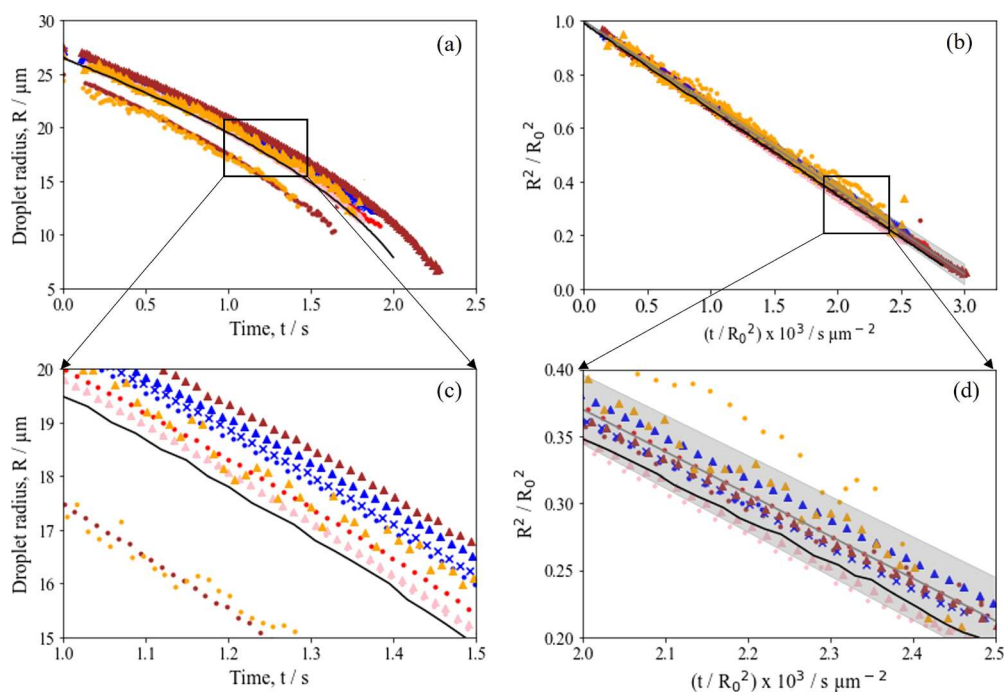 (a)
Droplet radius, R / μm
30
25
20
15
10
5
0.0 0.5 1.0 1.5 2.0 2.5
Time, t / s
(b)
R² / R₀²
1.0
0.8
0.6
0.4
0.2
0.0
0.0 0.5 1.0 1.5 2.0 2.5 3.0
(t / R₀²) x 10³ / s μm⁻²
(c)
Droplet radius, R / μm
20
19
18
17
16
15
1.0 1.1 1.2 1.3 1.4 1.5
Time, t / s
(d)
R² / R₀²
0.40
0.35
0.30
0.25
0.20
2.0 2.1 2.2 2.3 2.4 2.5
(t / R₀²) x 10³ / s μm⁻²